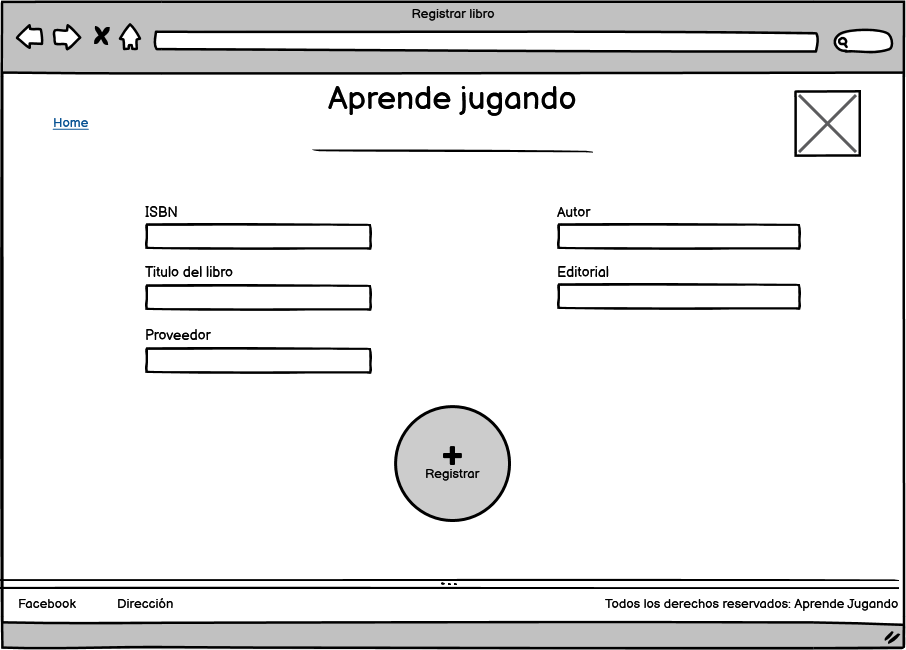 Registrar libro
Aprende jugando
Home
ISBN
Autor
Titulo del libro
Editorial
Proveedor
Registrar
Facebook
Dirección
Todos los derechos reservados: Aprende Jugando